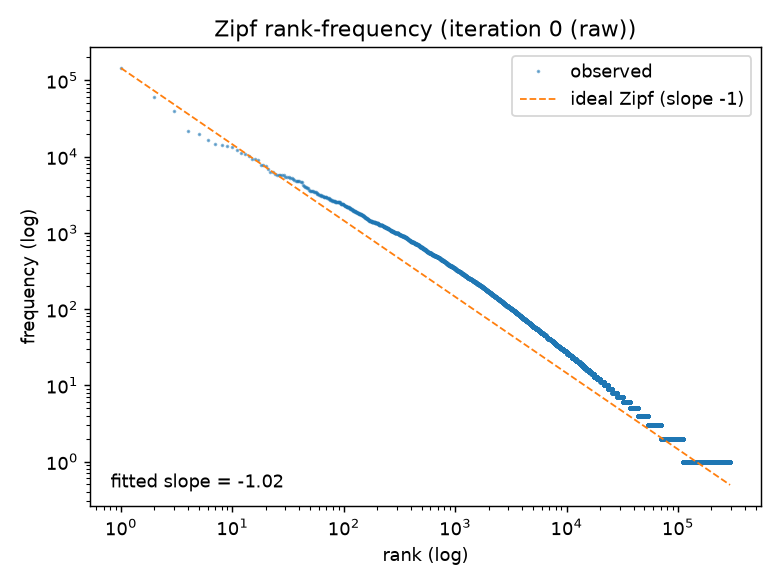 Zipf rank-frequency (iteration 0 (raw))
observed
ideal Zipf (slope -1)
frequency (log)
10^5
10^4
10^3
10^2
10^1
10^0
fitted slope = -1.02
10^0 10^1 10^2 10^3 10^4 10^5
rank (log)